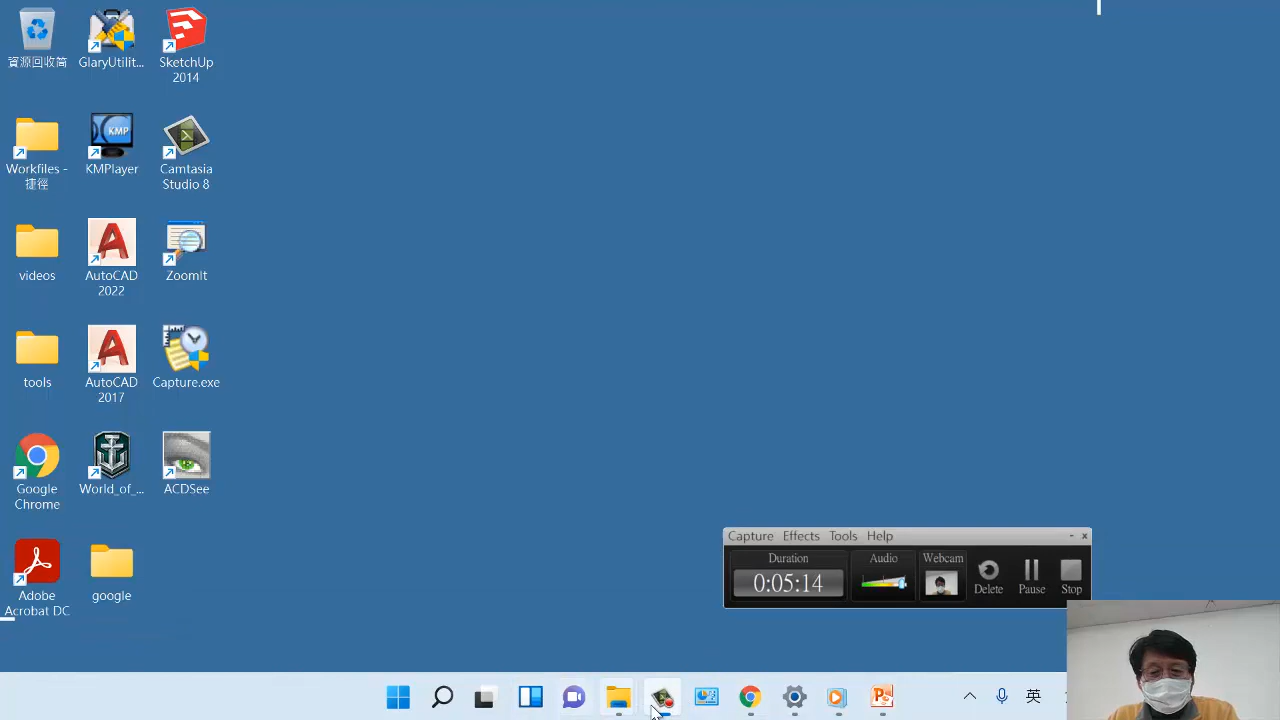 資源回收筒
GlaryUtilit...
SketchUp
2014
Workfiles -
捷徑
KMP
KMPlayer
Camtasia
Studio 8
videos
AutoCAD
2022
ZoomIt
tools
AutoCAD
2017
Capture.exe
Google
Chrome
World_of_...
ACDSee
Adobe
Acrobat DC
google
Capture Effects Tools Help
Duration
0:05:14
Audio
Webcam
Delete
Pause
Stop
英